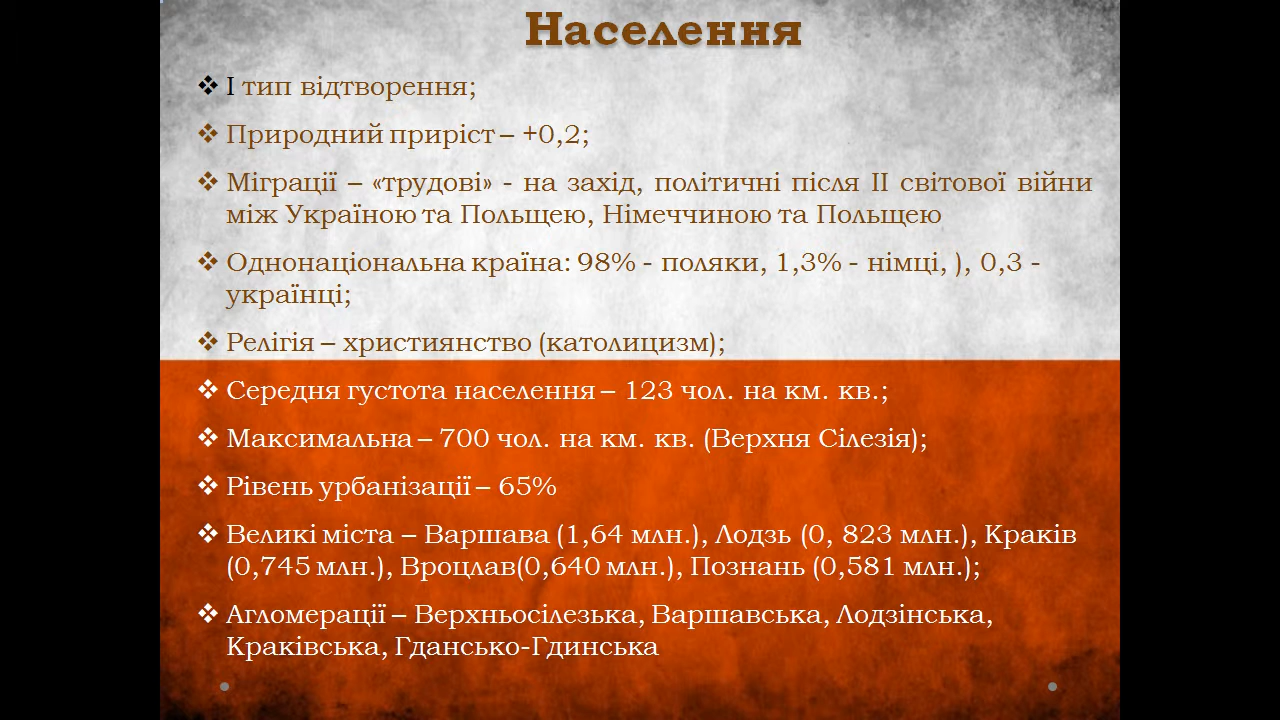 Населення
І тип відтворення;
Природний приріст – +0,2;
Міграції – «трудові» - на захід, політичні після ІІ світової війни
між Україною та Польщею, Німеччиною та Польщею
Однонаціональна країна: 98% - поляки, 1,3% - німці, ), 0,3 -
українці;
Релігія – християнство (католицизм);
Середня густота населення – 123 чол. на км. кв.;
Максимальна – 700 чол. на км. кв. (Верхня Сілезія);
Рівень урбанізації – 65%
Великі міста – Варшава (1,64 млн.), Лодзь (0, 823 млн.), Краків
(0,745 млн.), Вроцлав(0,640 млн.), Познань (0,581 млн.);
Агломерації – Верхньосілезька, Варшавська, Лодзінська,
Краківська, Гдансько-Гдинська